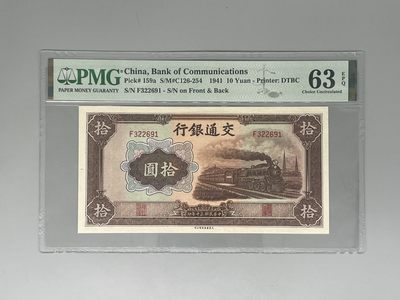 PMG
PAPER MONEY GUARANTY
China, Bank of Communications
Pick# 159a S/M#C126-254 1941 10 Yuan - Printer: DTBC
S/N F322691 - S/N on Front & Back
63 EPQ
Choice Uncirculated
拾 行銀通交 拾
F322691 F322691
圓拾
拾 拾